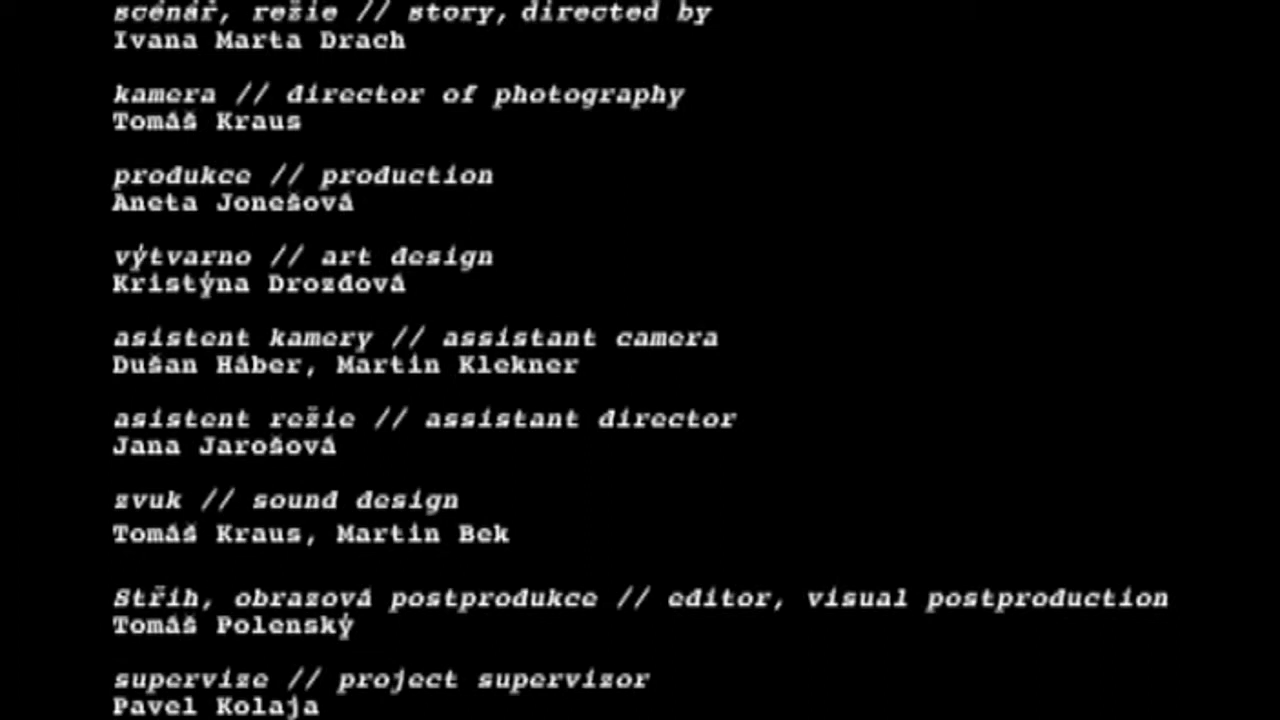 scénář, režie // story, directed by
Ivana Marta Drach
kamera // director of photography
Tomáš Kraus
produkce // production
Aneta Jonešová
výtvarno // art design
Kristýna Drozdová
asistent kamery // assistant camera
Dušan Háber, Martin Klekner
asistent režie // assistant director
Jana Jarošová
zvuk // sound design
Tomáš Kraus, Martin Bek
Střih, obrazová postprodukce // editor, visual postproduction
Tomáš Polenský
supervize // project supervizor
Pavel Kolaja